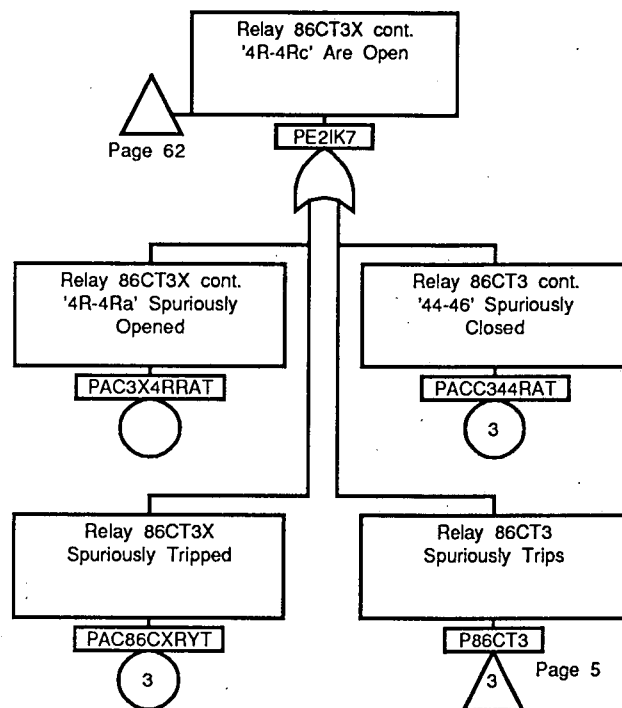 Relay 86CT3X cont.
'4R-4Rc' Are Open
Page 62
PE2IK7
Relay 86CT3X cont.
'4R-4Ra' Spuriously
Opened
PAC3X4RRAT
Relay 86CT3 cont.
'44-46' Spuriously
Closed
PACC344RAT
3
Relay 86CT3X
Spuriously Tripped
PAC86CXRYT
3
Relay 86CT3
Spuriously Trips
P86CT3
3
Page 5